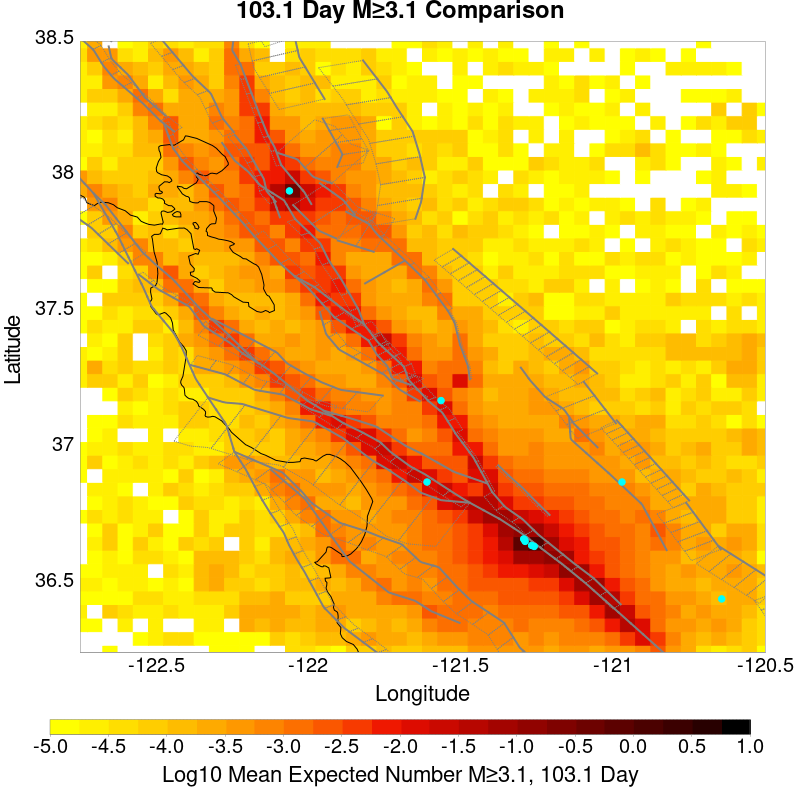 103.1 Day M≥3.1 Comparison
38.5
38
37.5
37
36.5
Latitude
-122.5 -122 -121.5 -121 -120.5
Longitude
-5.0 -4.5 -4.0 -3.5 -3.0 -2.5 -2.0 -1.5 -1.0 -0.5 0.0 0.5 1.0
Log10 Mean Expected Number M≥3.1, 103.1 Day